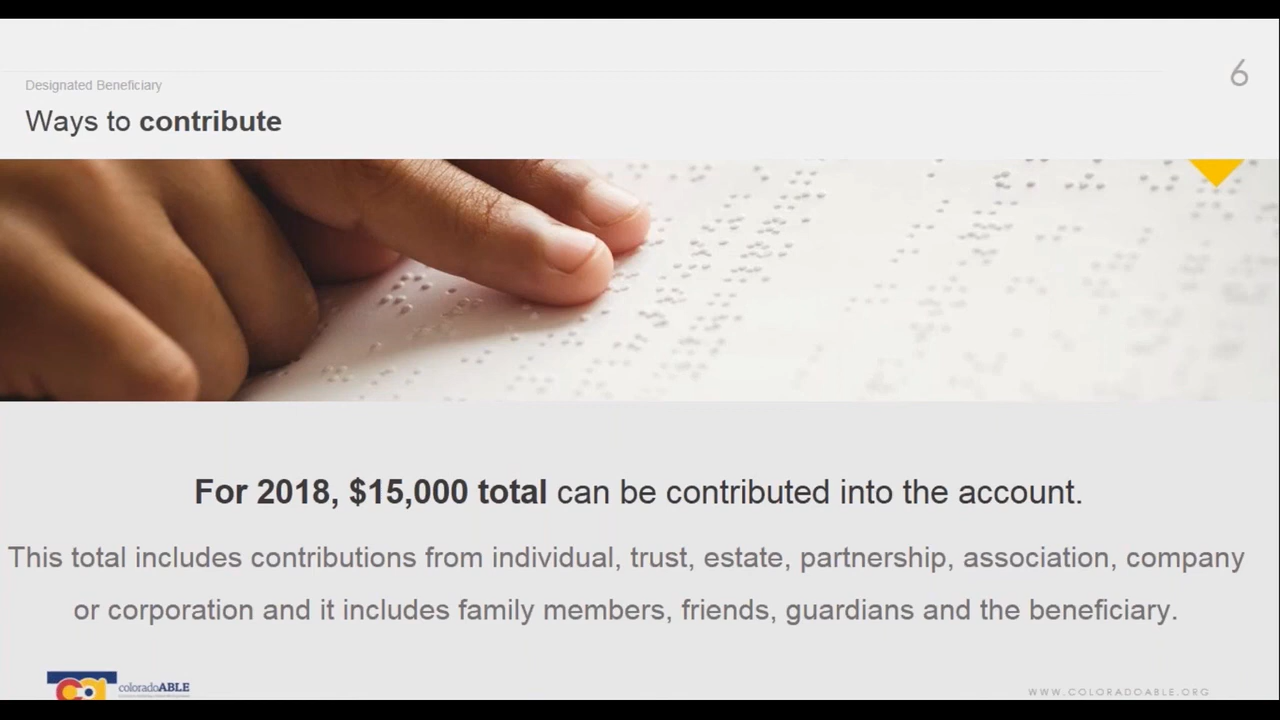 Designated Beneficiary
6
Ways to contribute
For 2018, $15,000 total can be contributed into the account.
This total includes contributions from individual, trust, estate, partnership, association, company
or corporation and it includes family members, friends, guardians and the beneficiary.
coloradoABLE
WWW.COLORADOABLE.ORG